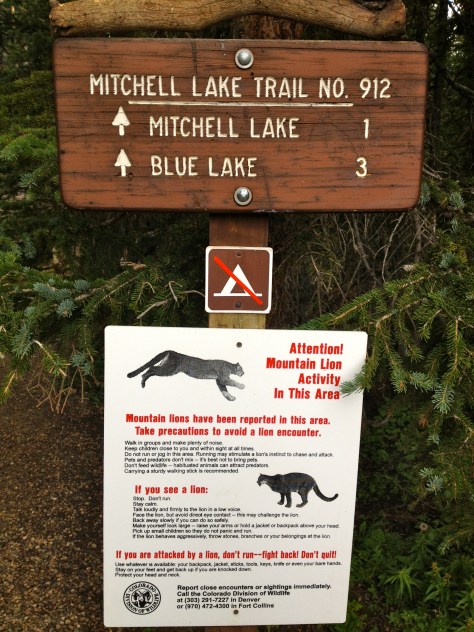 MITCHELL LAKE TRAIL NO. 912
MITCHELL LAKE 1
BLUE LAKE 3
Attention!
Mountain Lion
Activity
In This Area
Mountain lions have been reported in this area.
Take precautions to avoid a lion encounter.
Walk in groups and make plenty of noise.
Keep children close to you and within sight at all times.
Do not run or jog in this area. Running may stimulate a lion's instinct to chase and attack.
Pets and predators don't mix -- it's best not to bring pets.
Don't feed wildlife -- habituated animals can attract predators.
Carrying a sturdy walking stick is recommended.
If you see a lion:
Stop. Don't run.
Stay calm.
Talk loudly and firmly to the lion in a low voice.
Face the lion, but avoid direct eye contact -- this may challenge the lion.
Back away slowly if you can do so safely.
Make yourself look large - raise your arms or hold a jacket or backpack above your head.
Pick up small children so they do not panic and run.
If the lion behaves aggressively, throw stones, branches or your belongings at the lion.
If you are attacked by a lion, don't run--fight back! Don't quit!
Use whatever is available: your backpack, jacket, sticks, tools, keys, knife or even your bare hands.
Stay on your feet and get back up if you are knocked down.
Protect your head and neck.
COLORADO
DIVISION OF WILDLIFE
Report close encounters or sightings immediately.
Call the Colorado Division of Wildlife
at (303) 291-7227 in Denver
or (970) 472-4300 in Fort Collins